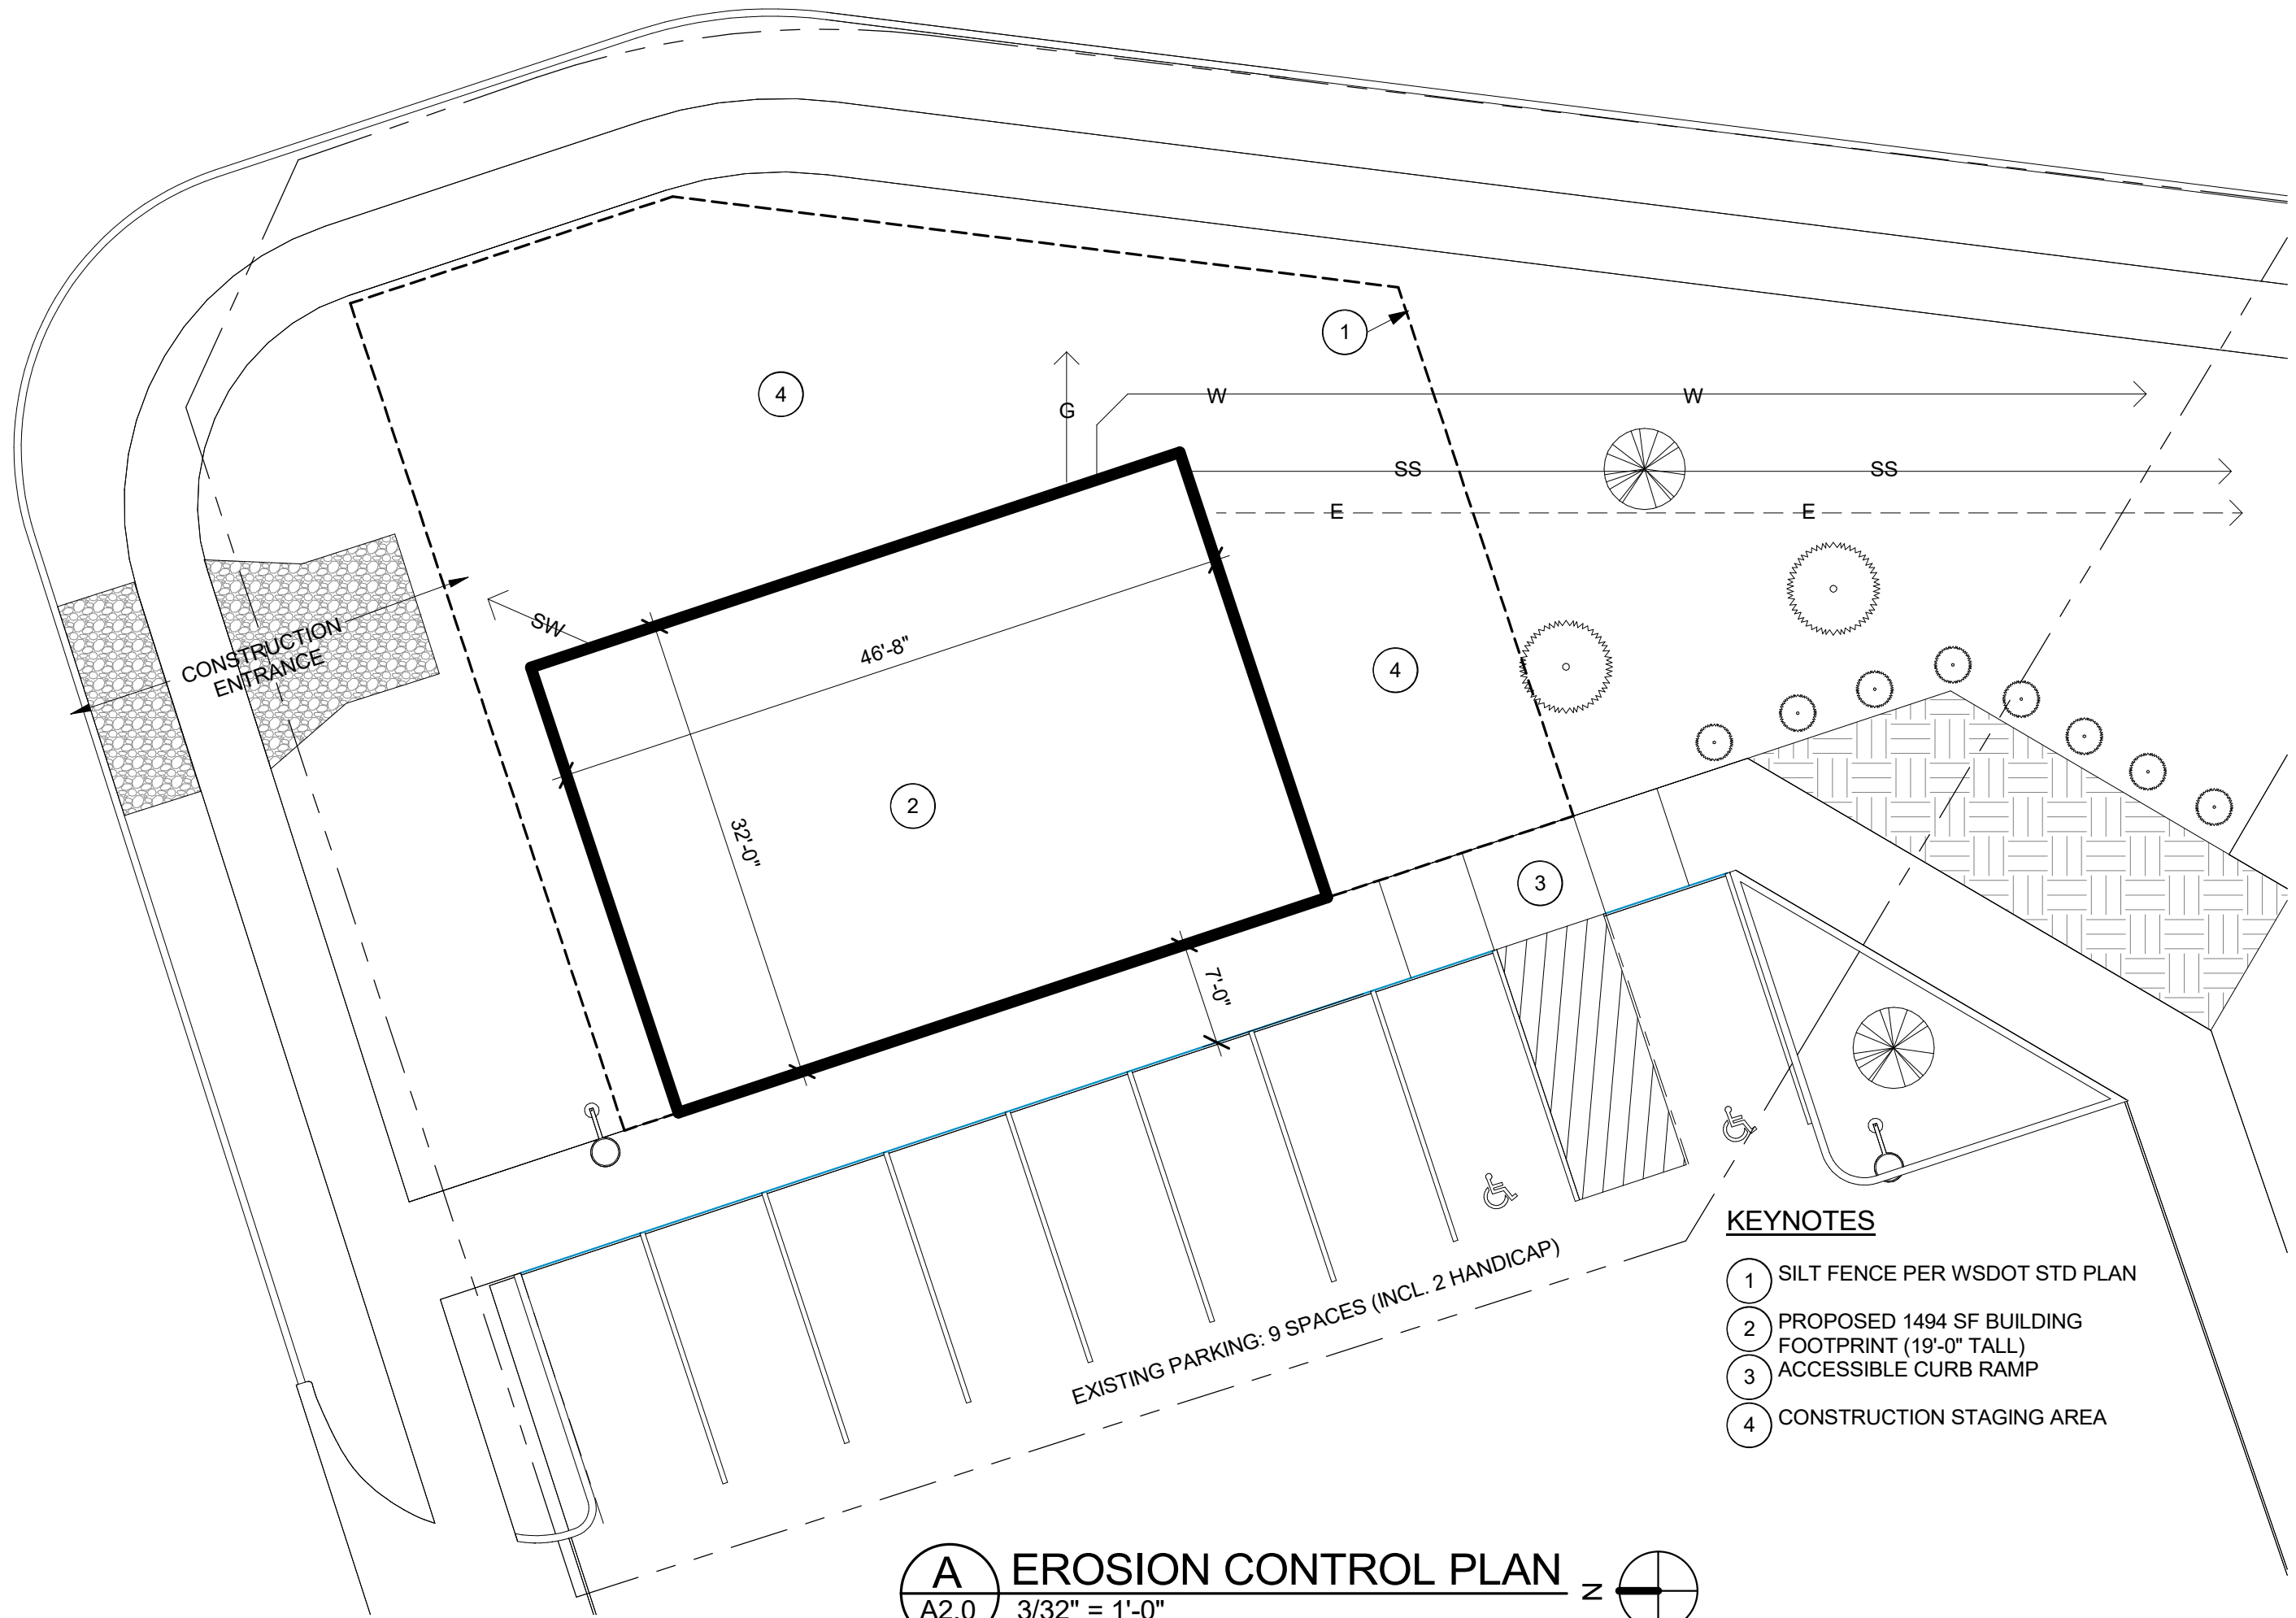 1
4
G
W
W
SS
SS
E
E
SW
CONSTRUCTION
ENTRANCE
46'-8"
4
2
32'-0"
3
7'-0"
EXISTING PARKING: 9 SPACES (INCL. 2 HANDICAP)
KEYNOTES
1 SILT FENCE PER WSDOT STD PLAN
2 PROPOSED 1494 SF BUILDING
FOOTPRINT (19'-0" TALL)
3 ACCESSIBLE CURB RAMP
4 CONSTRUCTION STAGING AREA
A EROSION CONTROL PLAN
A2.0 3/32" = 1'-0"
N